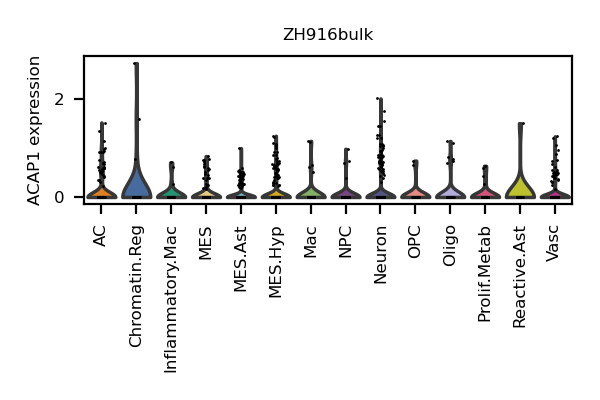 ZH916bulk
ACAP1 expression
2
0
AC
Chromatin.Reg
Inflammatory.Mac
MES
MES.Ast
MES.Hyp
Mac
NPC
Neuron
OPC
Oligo
Prolif.Metab
Reactive.Ast
Vasc